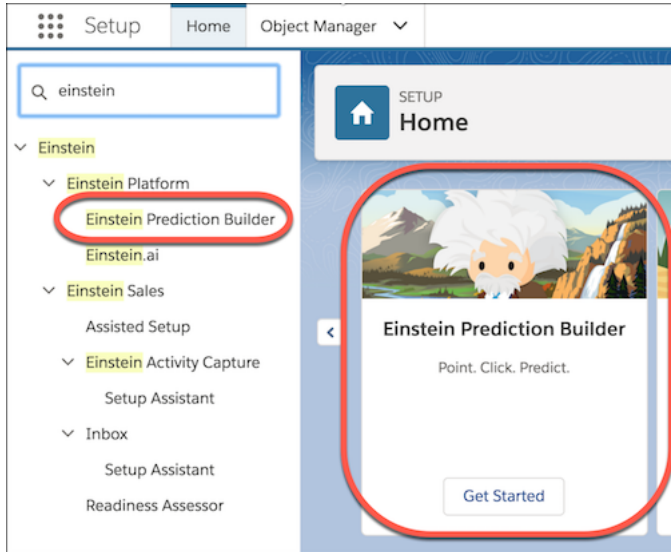 Setup
Home
Object Manager
einstein
Einstein
Einstein Platform
Einstein Prediction Builder
Einstein.ai
Einstein Sales
Assisted Setup
Einstein Activity Capture
Setup Assistant
Inbox
Setup Assistant
Readiness Assessor
SETUP
Home
Einstein Prediction Builder
Point. Click. Predict.
Get Started